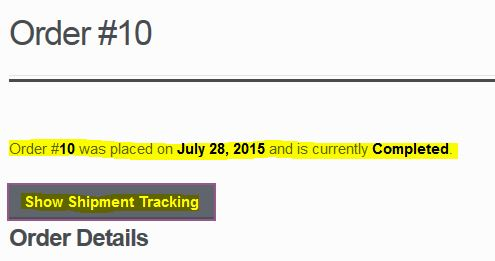 Order #10
Order #10 was placed on July 28, 2015 and is currently Completed.
Show Shipment Tracking
Order Details